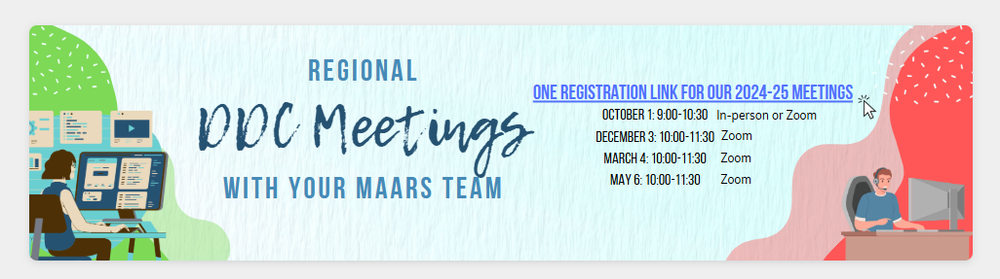 REGIONAL
DDC Meetings
WITH YOUR MAARS TEAM
ONE REGISTRATION LINK FOR OUR 2024-25 MEETINGS
OCTOBER 1: 9:00-10:30 In-person or Zoom
DECEMBER 3: 10:00-11:30 Zoom
MARCH 4: 10:00-11:30 Zoom
MAY 6: 10:00-11:30 Zoom